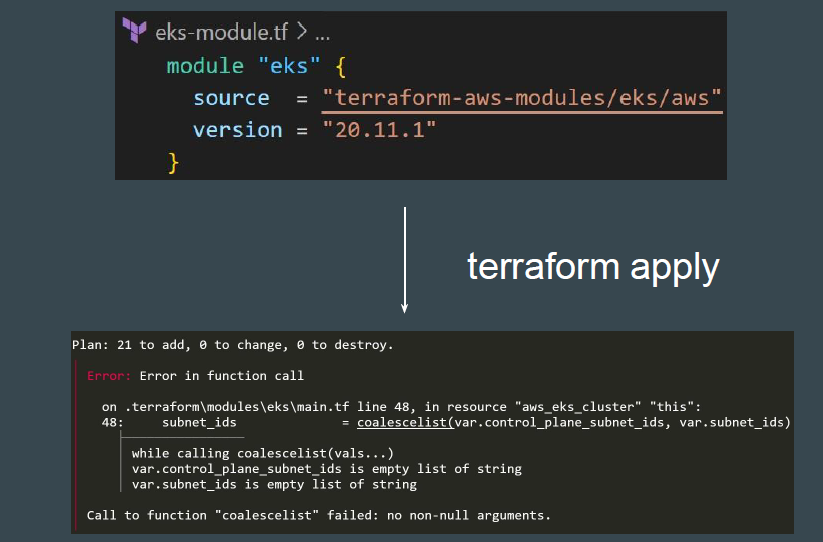 eks-module.tf > ...
module "eks" {
source = "terraform-aws-modules/eks/aws"
version = "20.11.1"
}
terraform apply
Plan: 21 to add, 0 to change, 0 to destroy.
Error: Error in function call
on .terraform\modules\eks\main.tf line 48, in resource "aws_eks_cluster" "this":
48: subnet_ids = coalescelist(var.control_plane_subnet_ids, var.subnet_ids)
while calling coalescelist(vals...)
var.control_plane_subnet_ids is empty list of string
var.subnet_ids is empty list of string
Call to function "coalescelist" failed: no non-null arguments.